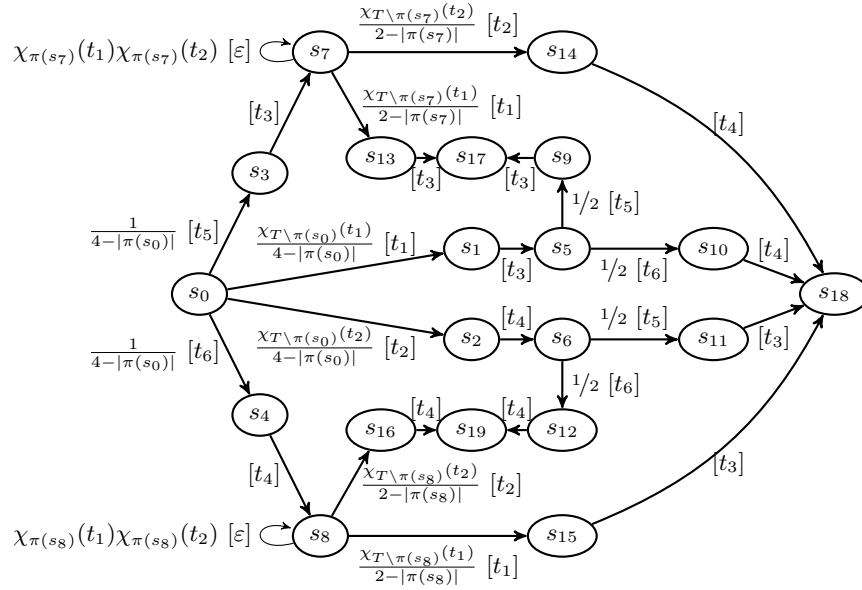 χ_{T\π(s₇)}(t₂)/(2−|π(s₇)|) [t₂]
χ_{π(s₇)}(t₁)χ_{π(s₇)}(t₂) [ε]
s₇
s₁₄
χ_{T\π(s₇)}(t₁)/(2−|π(s₇)|) [t₁]
[t₃]
[t₄]
s₃
s₁₃
s₁₇
s₉
[t₃]
[t₃]
1/2 [t₅]
1/(4−|π(s₀)|) [t₅]
χ_{T\π(s₀)}(t₁)/(4−|π(s₀)|) [t₁]
s₁
[t₃]
s₅
1/2 [t₆]
s₁₀
[t₄]
s₀
s₁₈
1/(4−|π(s₀)|) [t₆]
χ_{T\π(s₀)}(t₂)/(4−|π(s₀)|) [t₂]
s₂
[t₄]
s₆
1/2 [t₅]
s₁₁
[t₃]
1/2 [t₆]
s₄
s₁₆
[t₄]
s₁₉
[t₄]
s₁₂
[t₄]
χ_{T\π(s₈)}(t₂)/(2−|π(s₈)|) [t₂]
[t₃]
χ_{π(s₈)}(t₁)χ_{π(s₈)}(t₂) [ε]
s₈
s₁₅
χ_{T\π(s₈)}(t₁)/(2−|π(s₈)|) [t₁]